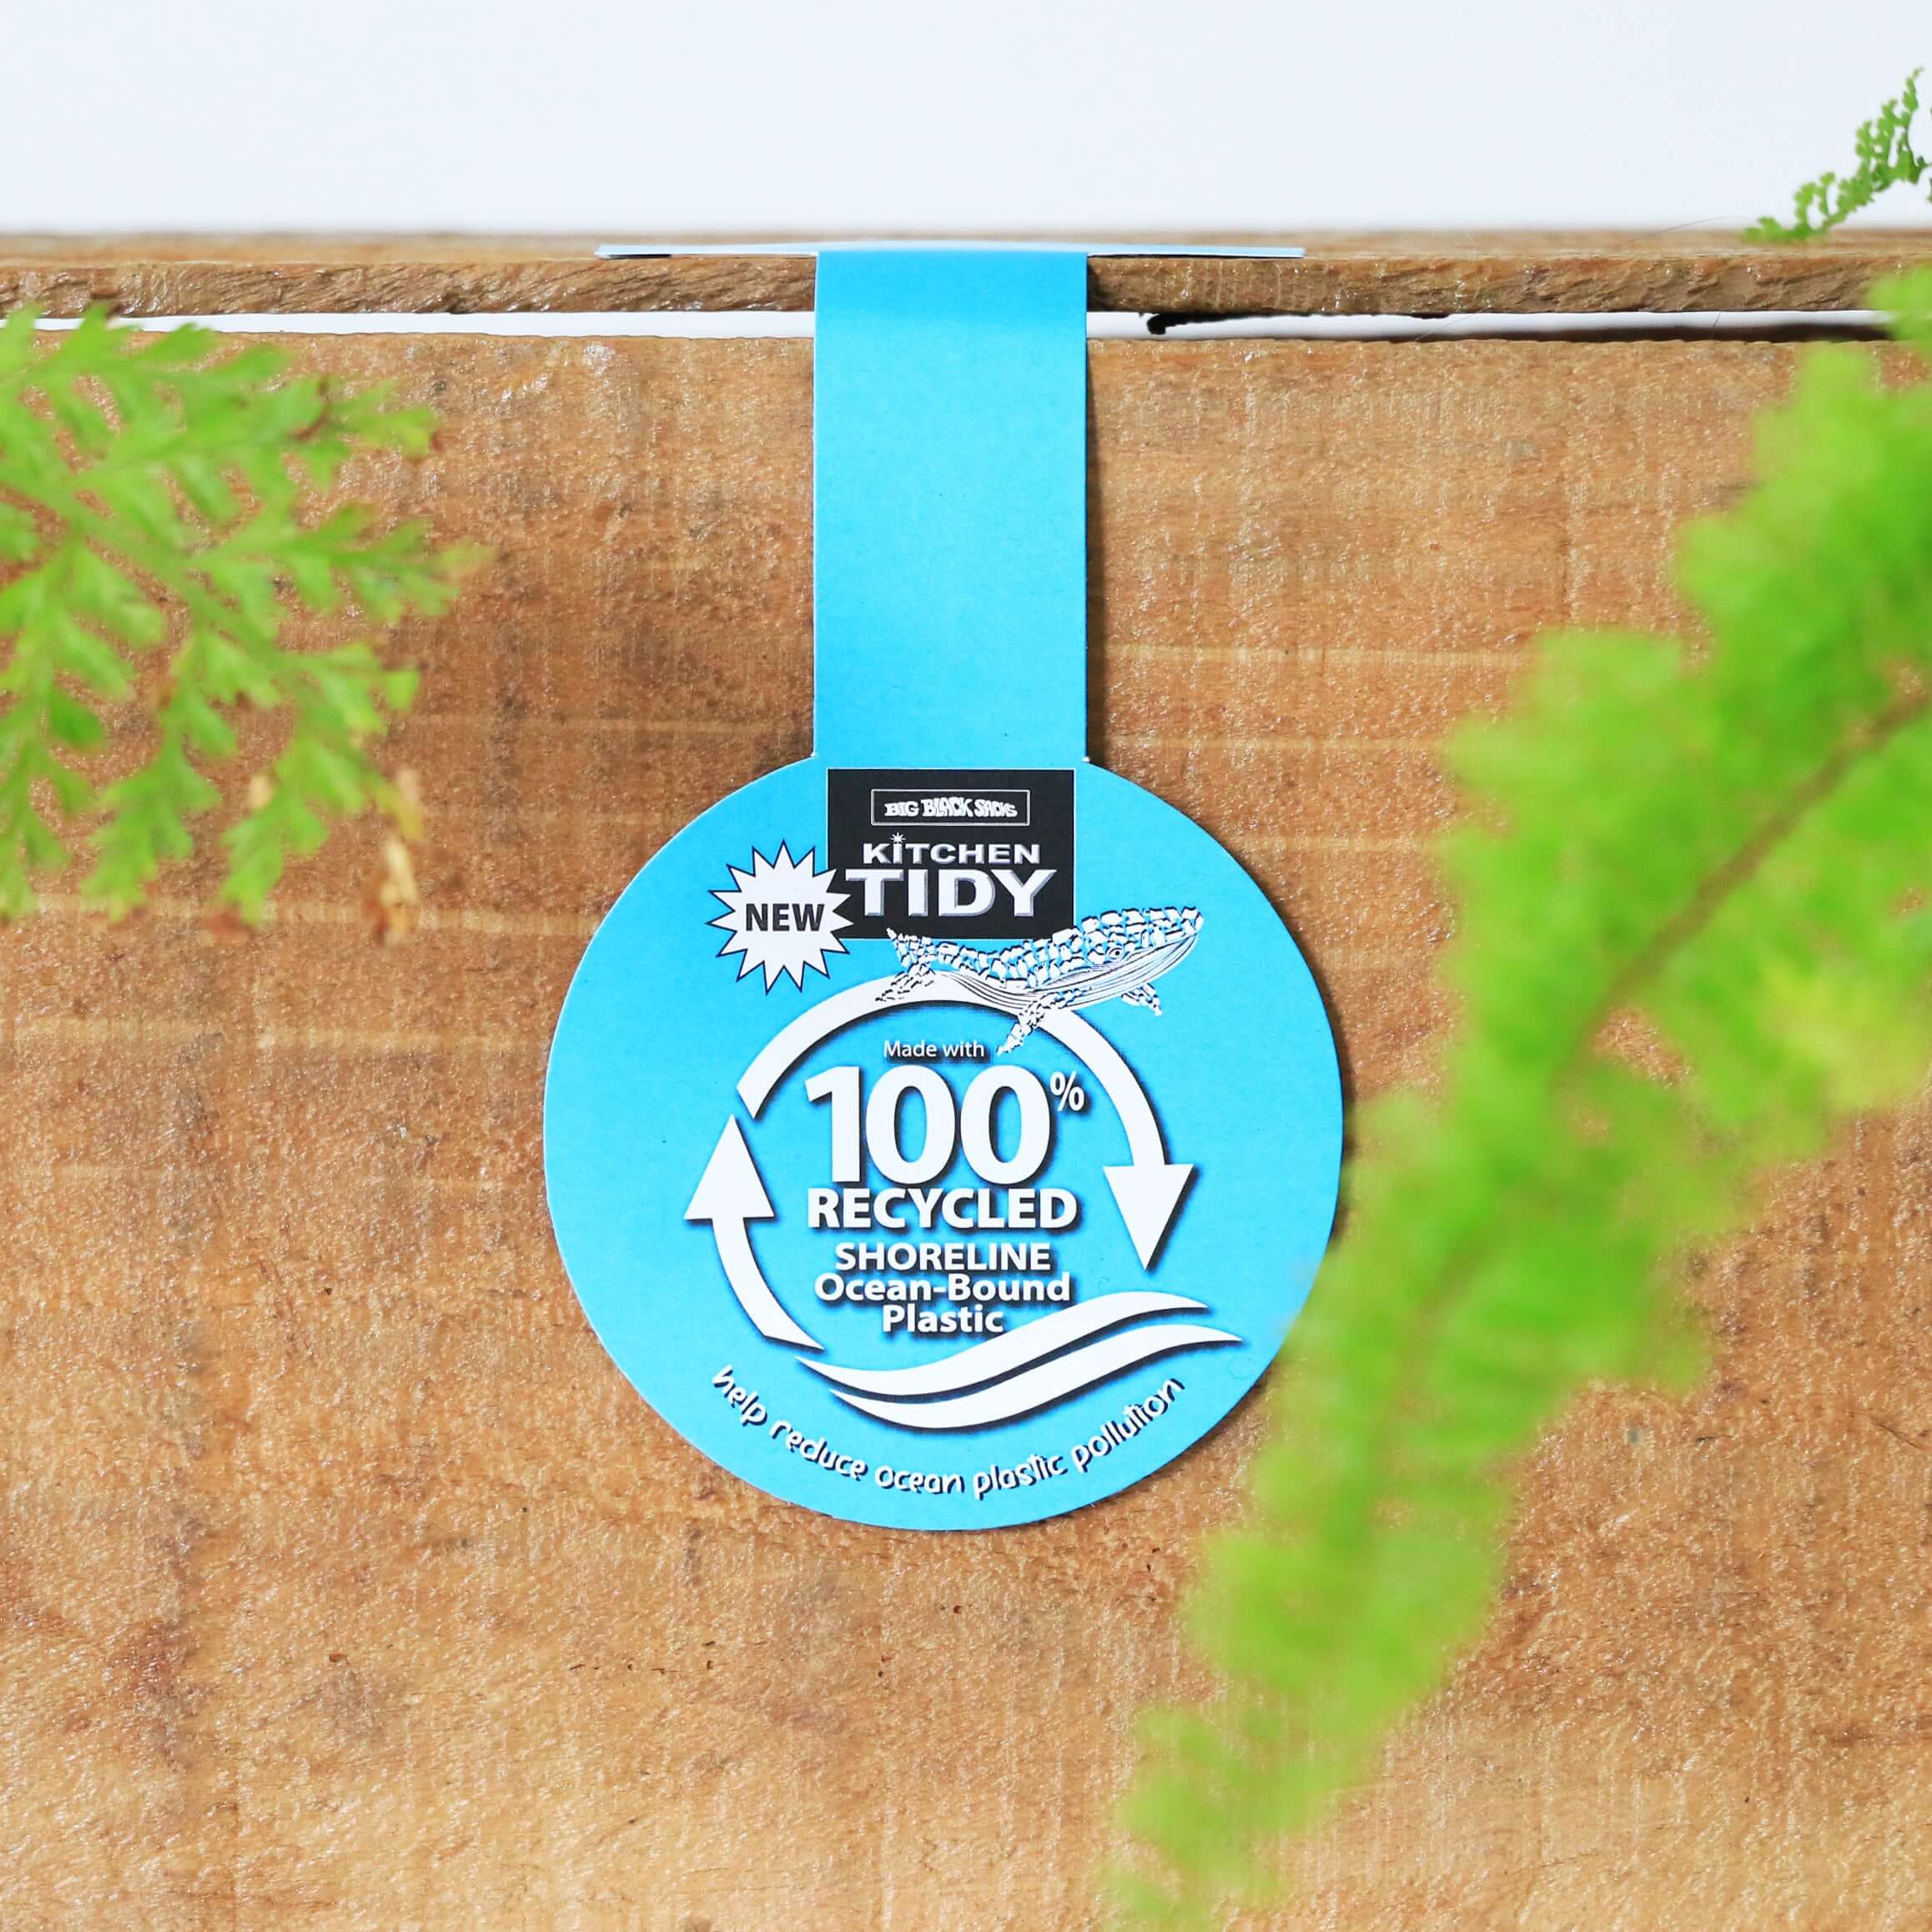 BIG BLACK SACKS
KITCHEN
TIDY
NEW
Made with
100%
RECYCLED
SHORELINE
Ocean-Bound
Plastic
help reduce ocean plastic pollution